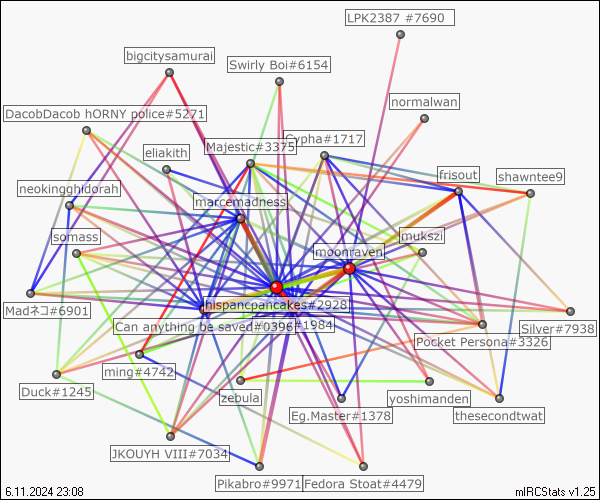 LPK2387 #7690
bigcitysamurai
Swirly Boi#6154
normalwan
DacobDacob hORNY police#5271
Cypha#1717
Majestic#3375
eliakith
frisout
shawntee9
neokingghidorah
marcemadness
mukszi
somass
moonraven
hispancpancakes#2928
Madネコ#6901
Can anything be saved#0396
#1984
Silver#7938
Pocket Persona#3326
ming#4742
Duck#1245
zebula
yoshimanden
Eg.Master#1378
thesecondtwat
JKOUYH VIII#7034
Pikabro#9971
Fedora Stoat#4479
6.11.2024 23:08
mIRCStats v1.25